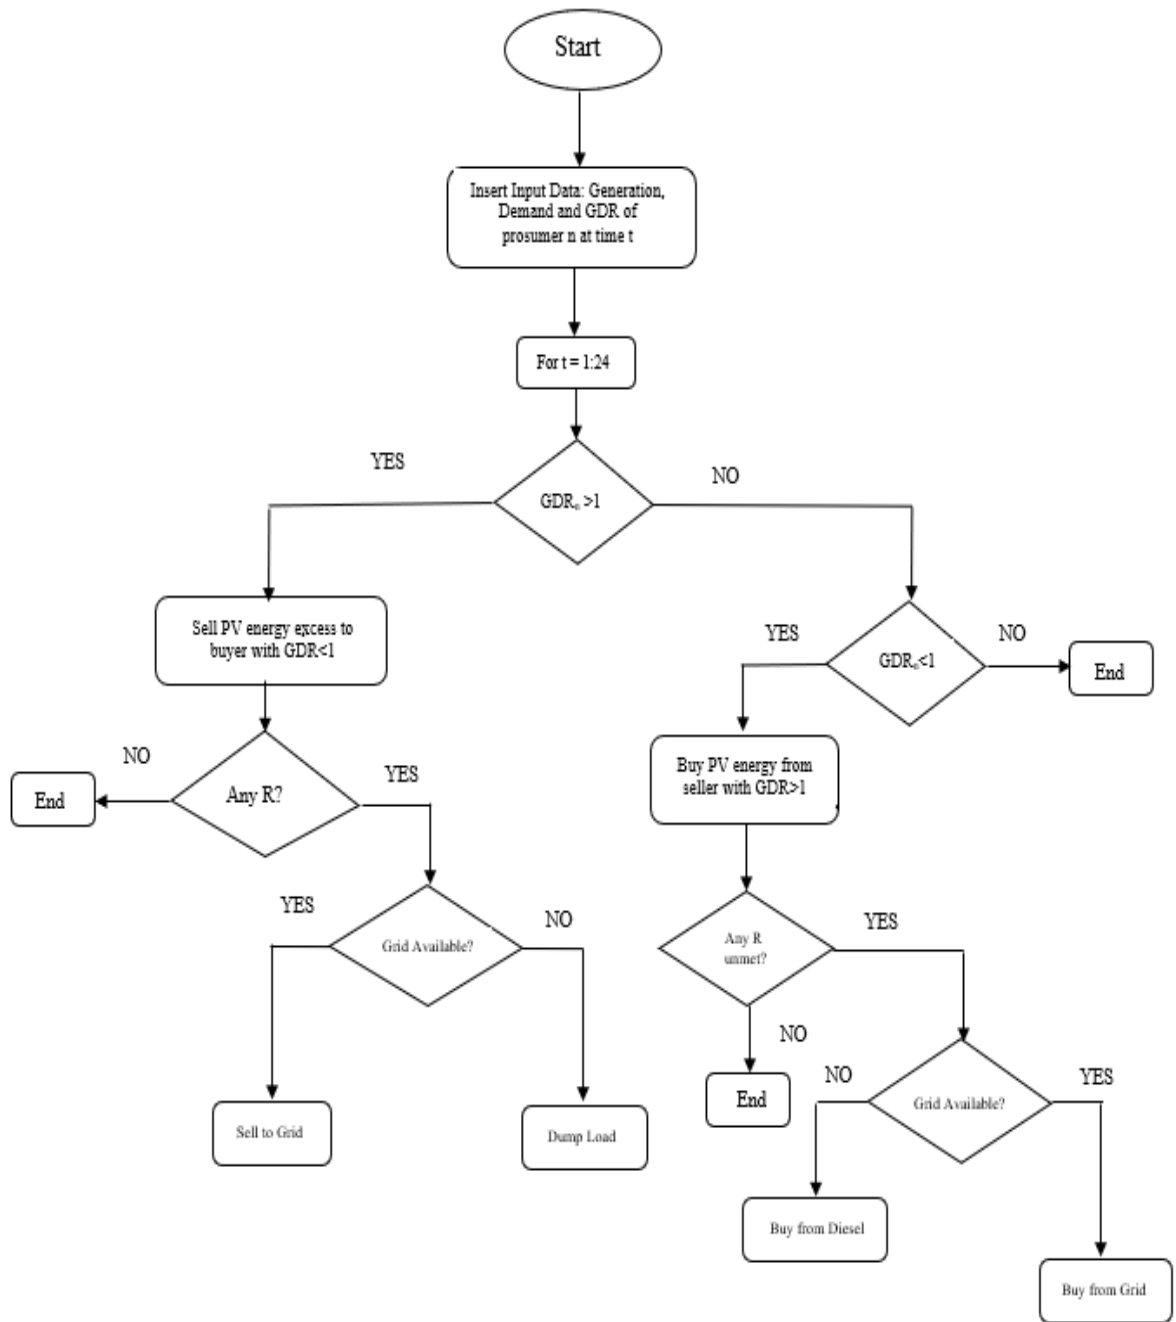 Start
Insert Input Data: Generation,
Demand and GDR of
prosumer n at time t
For t = 1:24
YES
NO
GDRₙ >1
Sell PV energy excess to
buyer with GDR<1
YES
NO
GDRₙ<1
End
NO
YES
Buy PV energy from
seller with GDR>1
End
Any R?
YES
NO
YES
Grid Available?
Any R
unmet?
NO
NO
YES
End
Grid Available?
Sell to Grid
Dump Load
Buy from Diesel
Buy from Grid